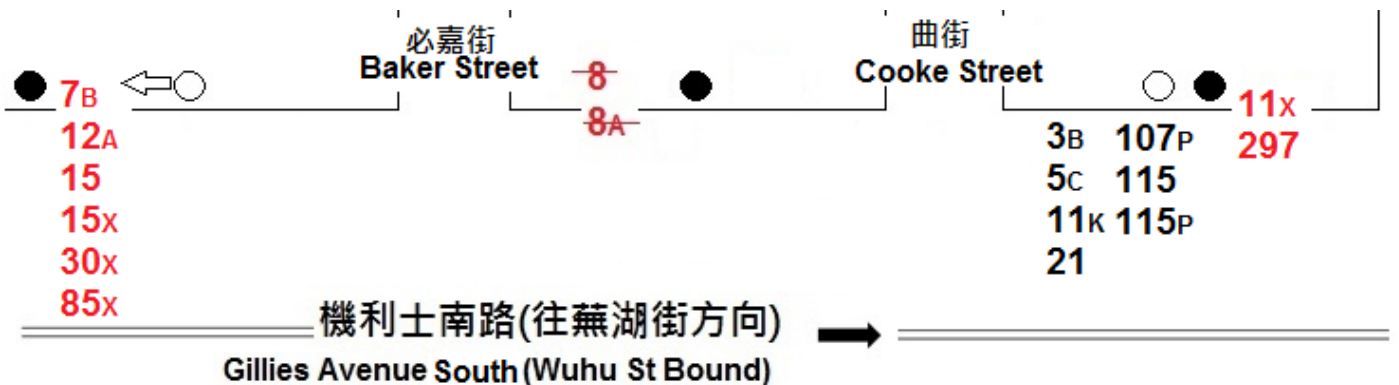 必嘉街
Baker Street
曲街
Cooke Street
7B
12A
15
15X
30X
85X
8
8A
3B 107P
5C 115
11K 115P
21
11X
297
機利士南路(往蕪湖街方向)
Gillies Avenue South (Wuhu St Bound)